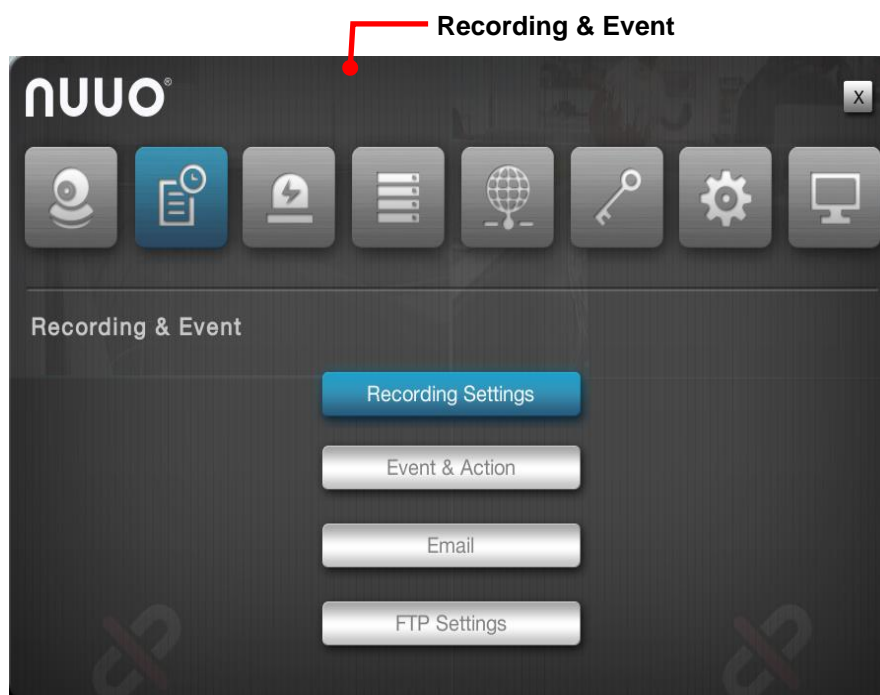 Recording & Event
nuuo®
X
Recording & Event
Recording Settings
Event & Action
Email
FTP Settings